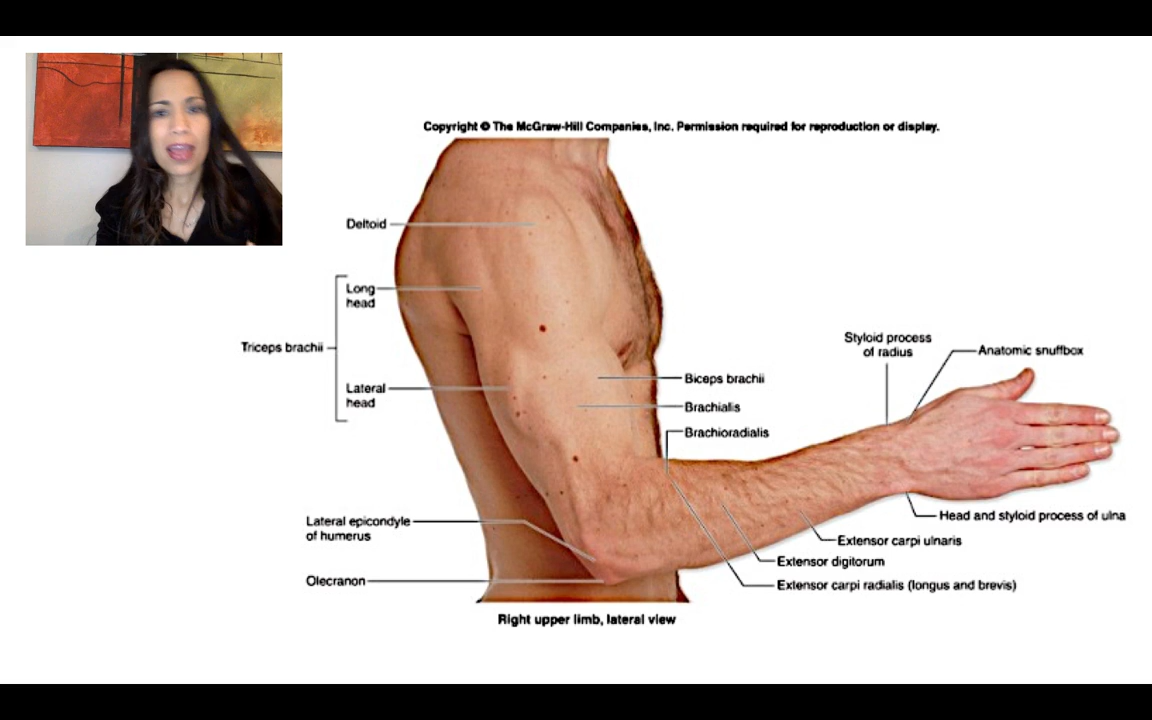 Copyright © The McGraw-Hill Companies, Inc. Permission required for reproduction or display.
Deltoid
Long
head
Triceps brachii
Lateral
head
Biceps brachii
Brachialis
Brachioradialis
Styloid process
of radius
Anatomic snuffbox
Lateral epicondyle
of humerus
Olecranon
Head and styloid process of ulna
Extensor carpi ulnaris
Extensor digitorum
Extensor carpi radialis (longus and brevis)
Right upper limb, lateral view